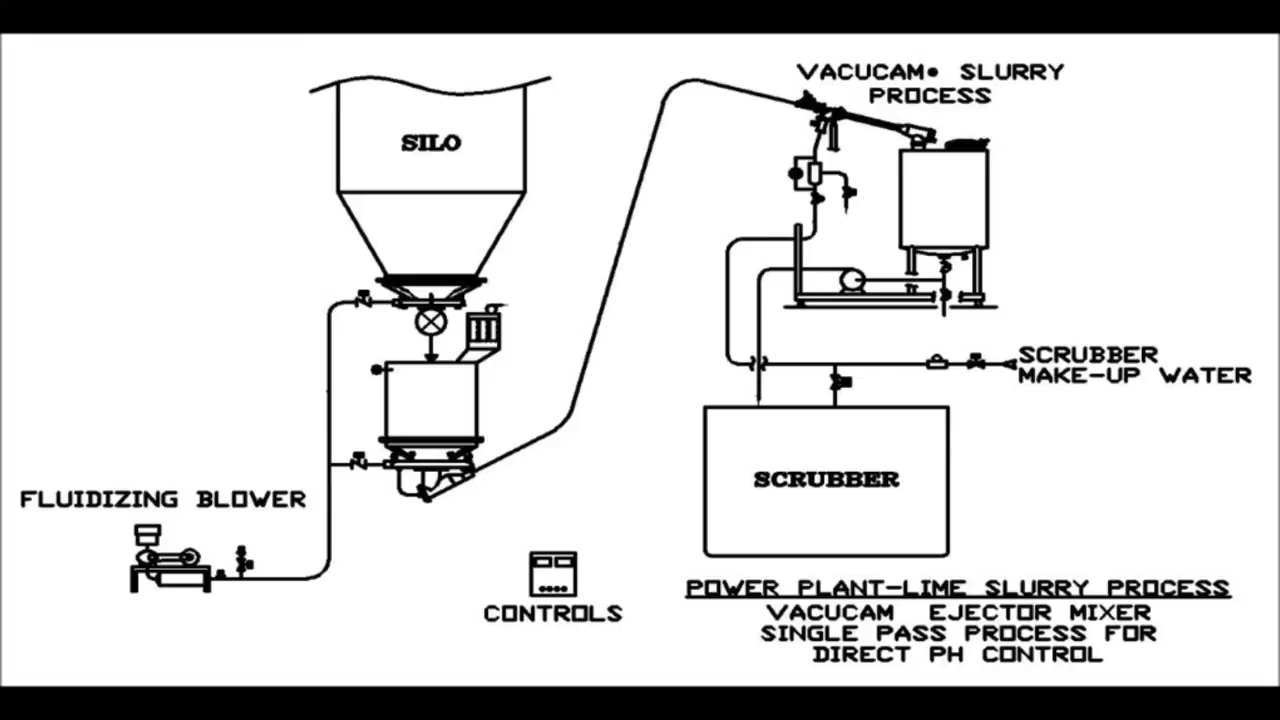 VACUCAM® SLURRY
PROCESS
SILO
SCRUBBER
MAKE-UP WATER
SCRUBBER
FLUIDIZING BLOWER
CONTROLS
POWER PLANT-LIME SLURRY PROCESS
VACUCAM EJECTOR MIXER
SINGLE PASS PROCESS FOR
DIRECT PH CONTROL